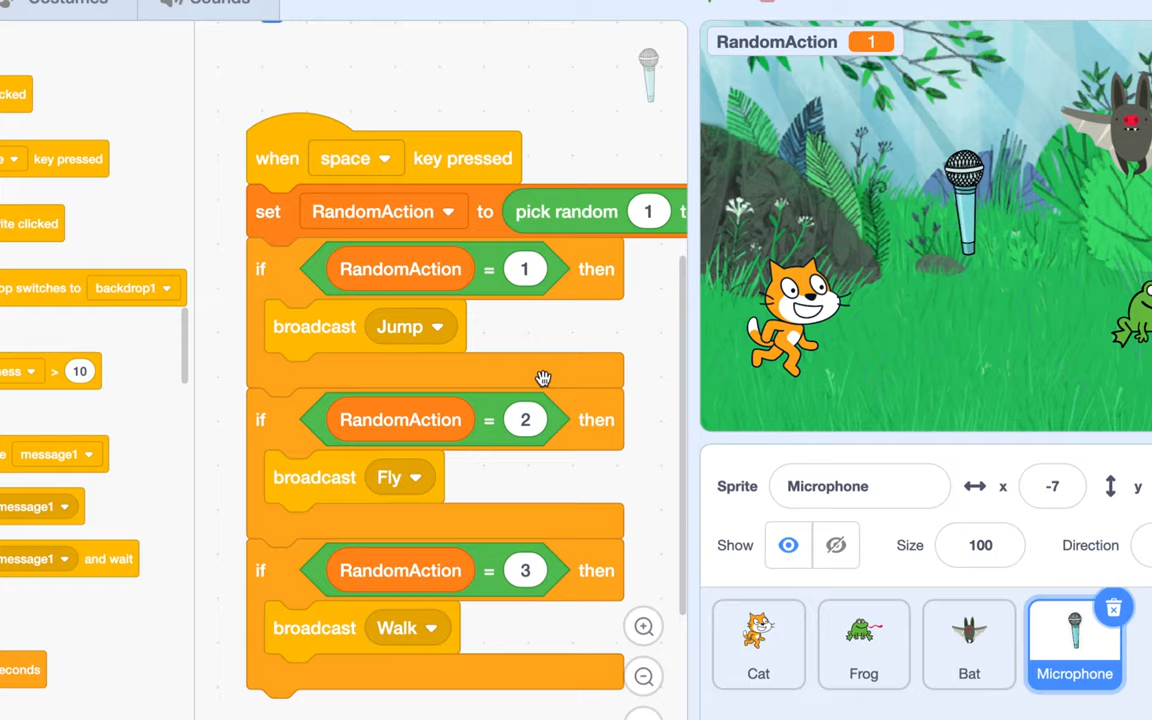 Costumes
Sounds
cked
key pressed
ite clicked
op switches to backdrop1
ess > 10
message1
message1
message1 and wait
econds
when space key pressed
set RandomAction to pick random 1 t
if RandomAction = 1 then
broadcast Jump
if RandomAction = 2 then
broadcast Fly
if RandomAction = 3 then
broadcast Walk
RandomAction 1
Sprite Microphone x -7 y
Show Size 100 Direction
Cat Frog Bat Microphone